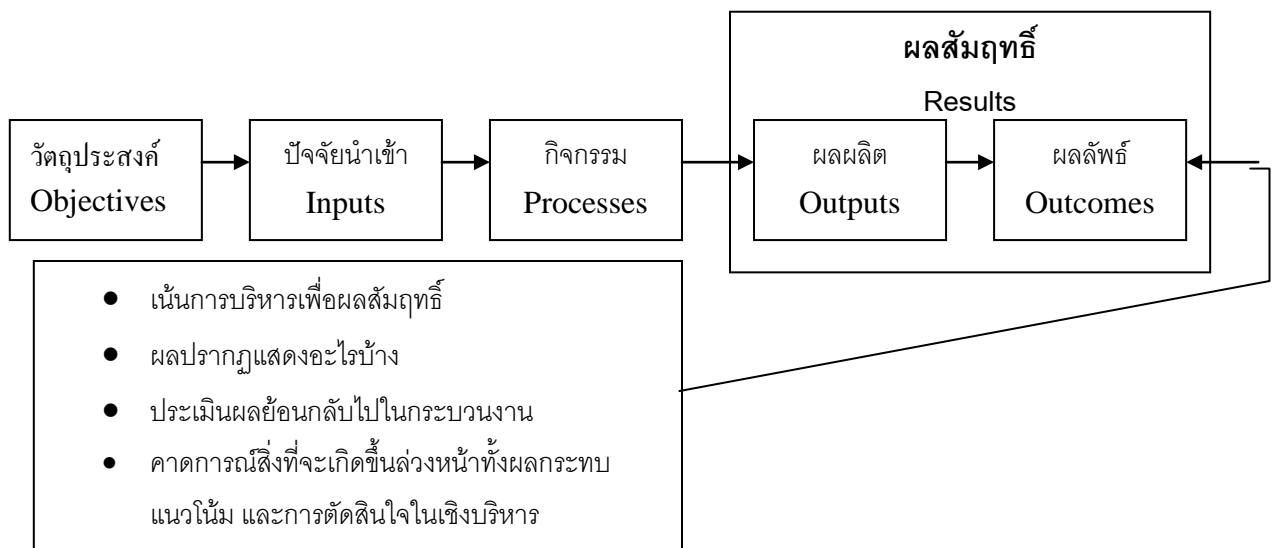 ผลสัมฤทธิ์
Results
วัตถุประสงค์
Objectives
ปัจจัยนำเข้า
Inputs
กิจกรรม
Processes
ผลผลิต
Outputs
ผลลัพธ์
Outcomes
● เน้นการบริหารเพื่อผลสัมฤทธิ์
● ผลปรากฏแสดงอะไรบ้าง
● ประเมินผลย้อนกลับไปในกระบวนงาน
● คาดการณ์สิ่งที่จะเกิดขึ้นล่วงหน้าทั้งผลกระทบ
แนวโน้ม และการตัดสินใจในเชิงบริหาร